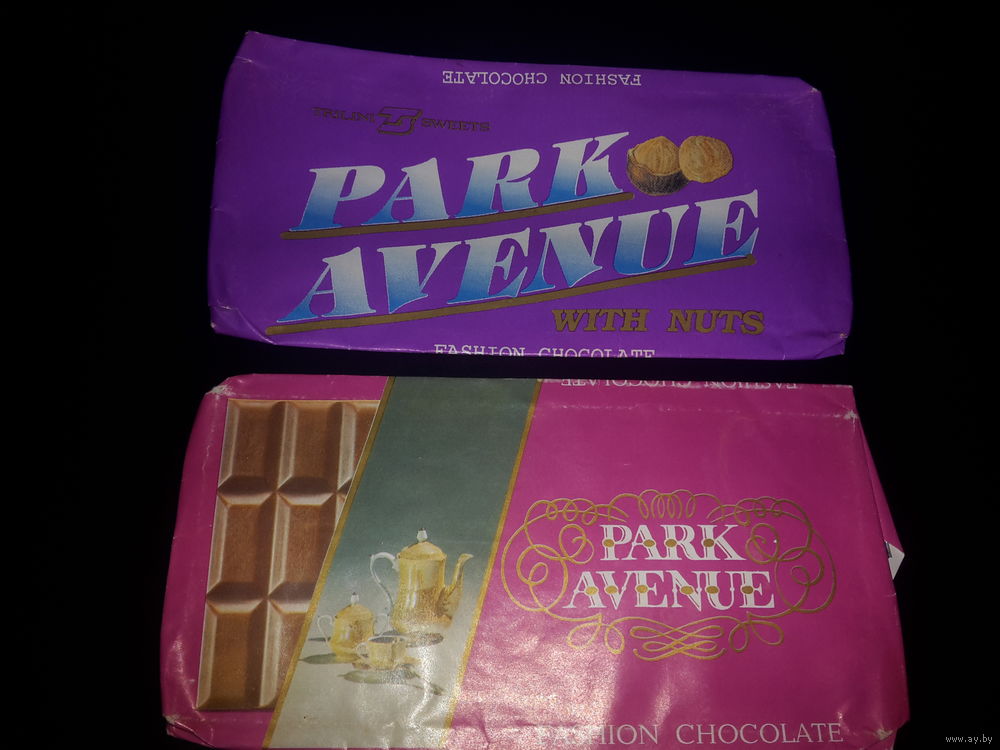 FASHION CHOCOLATE
SWEETS
PARK
AVENUE
WITH NUTS
FASHION CHOCOLATE
FASHION CHOCOLATE
PARK
AVENUE
FASHION CHOCOLATE
www.ay.by